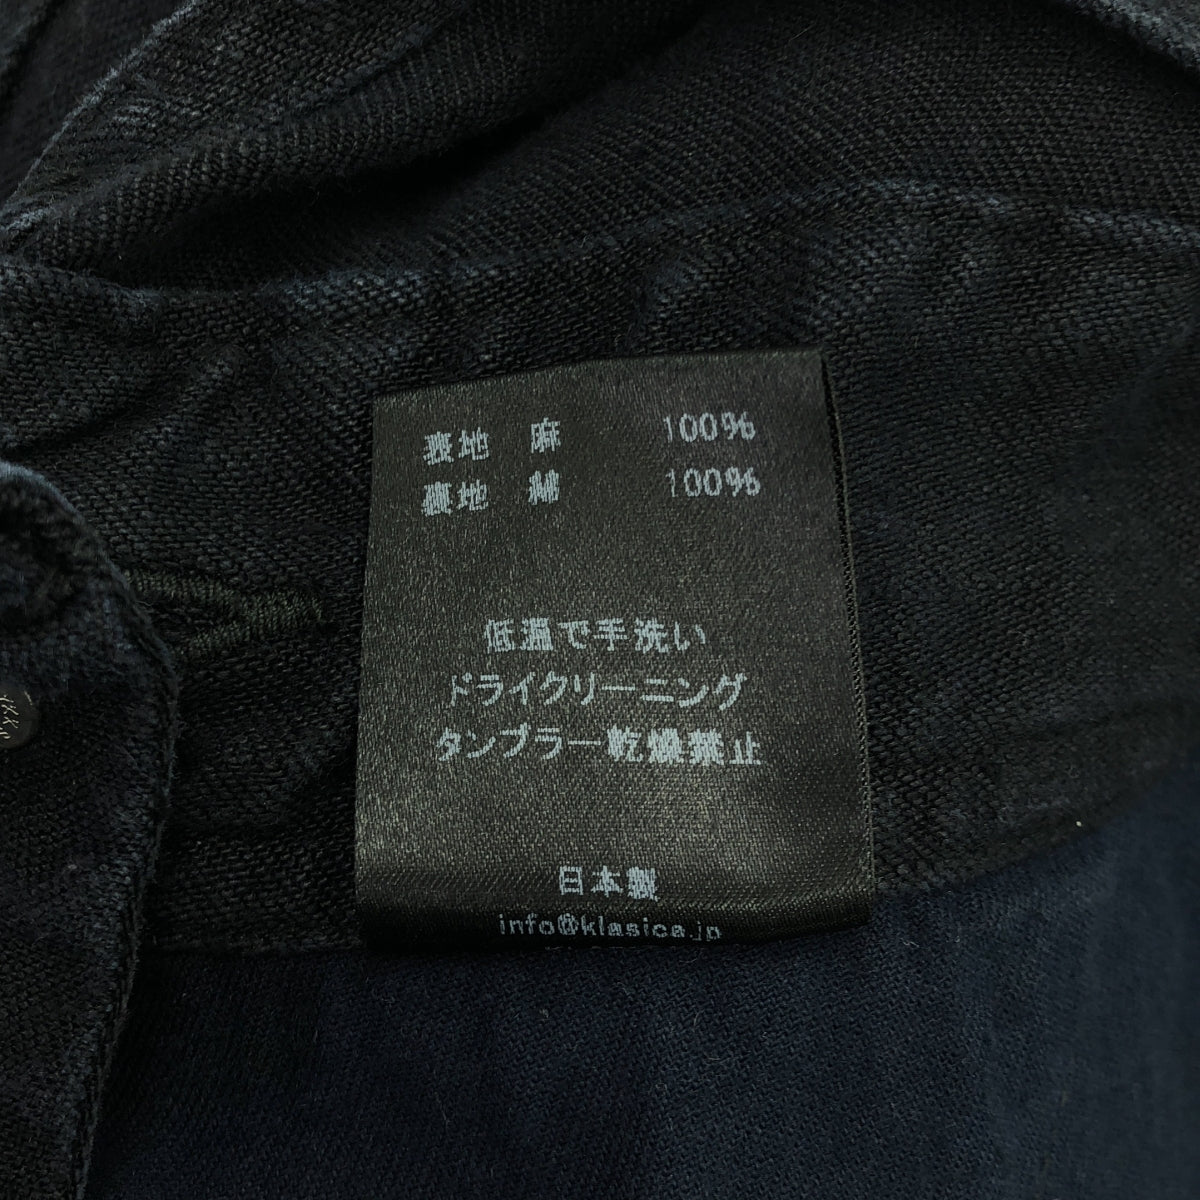 表地 麻 100%
裏地 綿 100%
低温で手洗い
ドライクリーニング
タンブラー乾燥禁止
日本製
info@klasica.jp